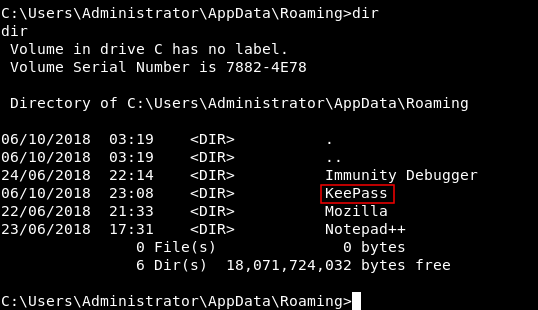 C:\Users\Administrator\AppData\Roaming>dir
dir
 Volume in drive C has no label.
 Volume Serial Number is 7882-4E78

 Directory of C:\Users\Administrator\AppData\Roaming

06/10/2018  03:19    <DIR>          .
06/10/2018  03:19    <DIR>          ..
24/06/2018  22:14    <DIR>          Immunity Debugger
06/10/2018  23:08    <DIR>          KeePass
22/06/2018  21:33    <DIR>          Mozilla
23/06/2018  17:31    <DIR>          Notepad++
               0 File(s)              0 bytes
               6 Dir(s)  18,071,724,032 bytes free

C:\Users\Administrator\AppData\Roaming>